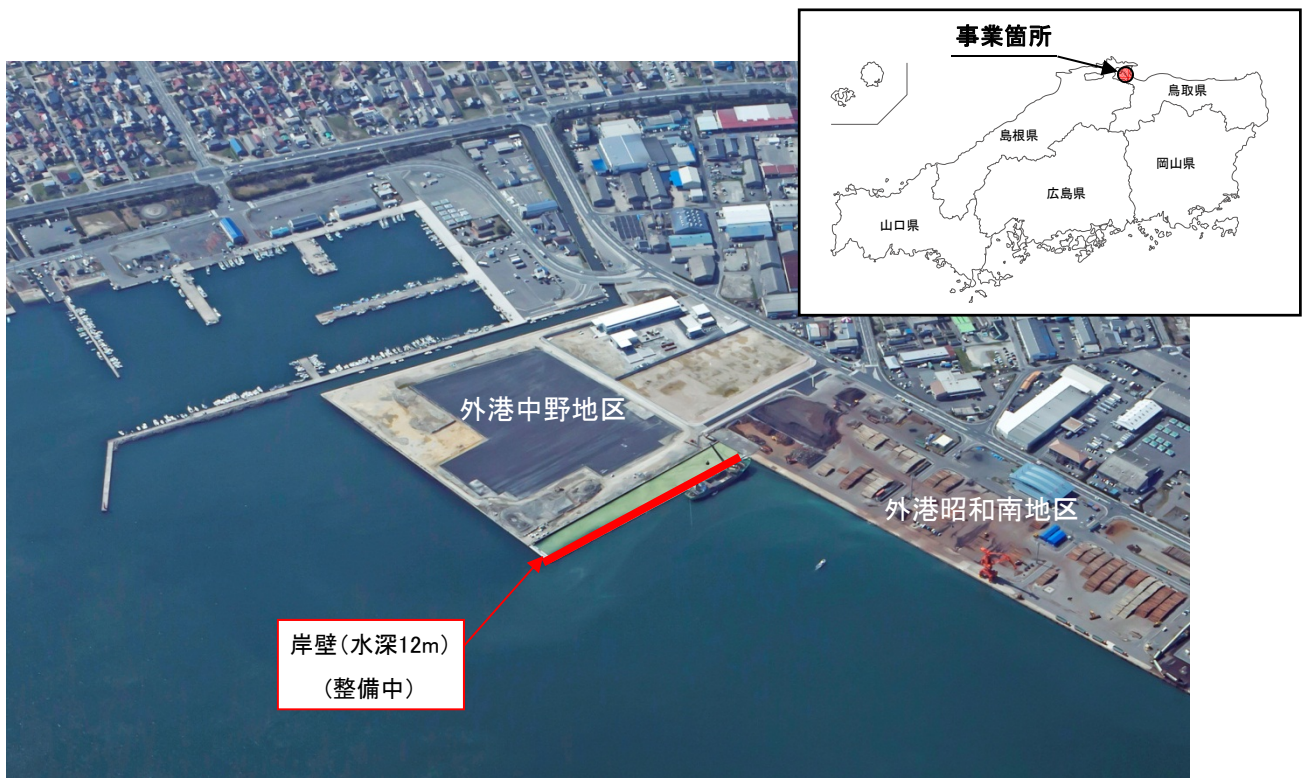 事業箇所
鳥取県
島根県
岡山県
広島県
山口県
外港中野地区
外港昭和南地区
岸壁(水深12m)
(整備中)